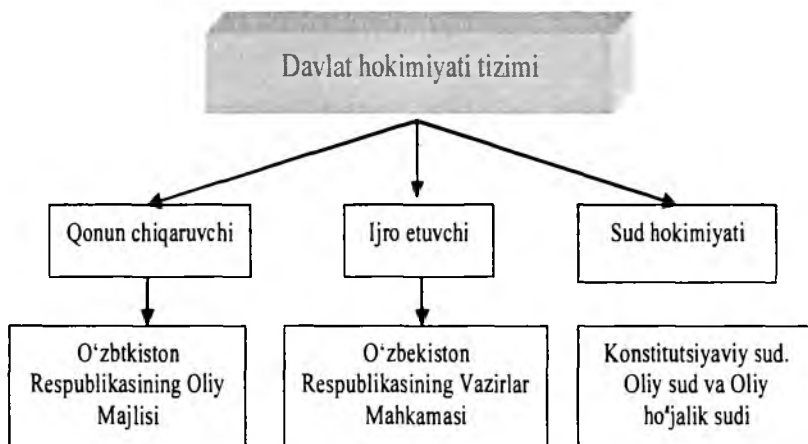 Davlat hokimiyati tizimi
Qonun chiqaruvchi
Ijro etuvchi
Sud hokimiyati
O‘zbtkiston
Respublikasining Oliy
Majlisi
O‘zbekiston
Respublikasining Vazirlar
Mahkamasi
Konstitutsiyaviy sud.
Oliy sud va Oliy
ho‘jalik sudi